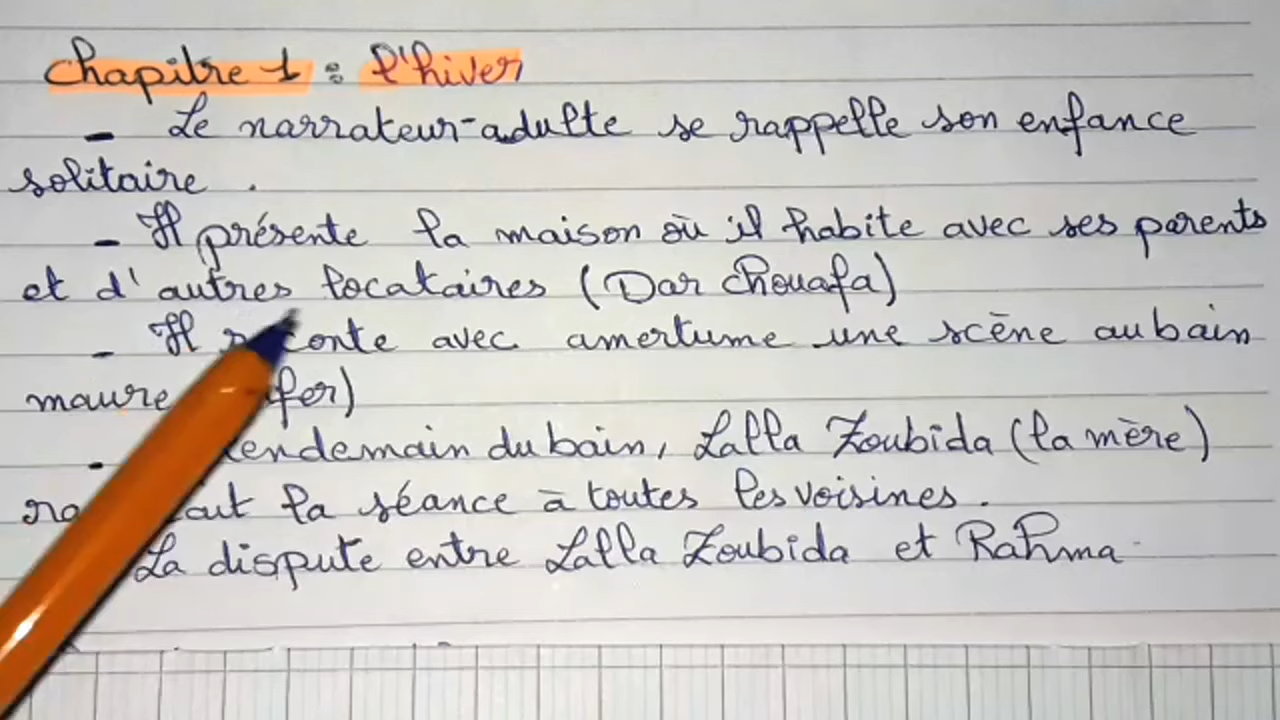 Chapitre 1 : l'hiver
- Le narrateur-adulte se rappelle son enfance
solitaire.
- Il présente la maison où il habite avec ses parents
et d'autres locataires (Dar Chouafa)
- Il avec amertume une scène au bain
maure
- lendemain du bain, Lalla Zoubida (la mère)
la séance à toutes les voisines.
La dispute entre Lalla Zoubida et Rahma